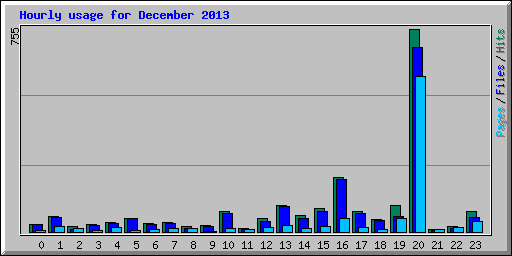 Hourly usage for December 2013
755
Pages/Files/Hits
0 1 2 3 4 5 6 7 8 9 10 11 12 13 14 15 16 17 18 19 20 21 22 23